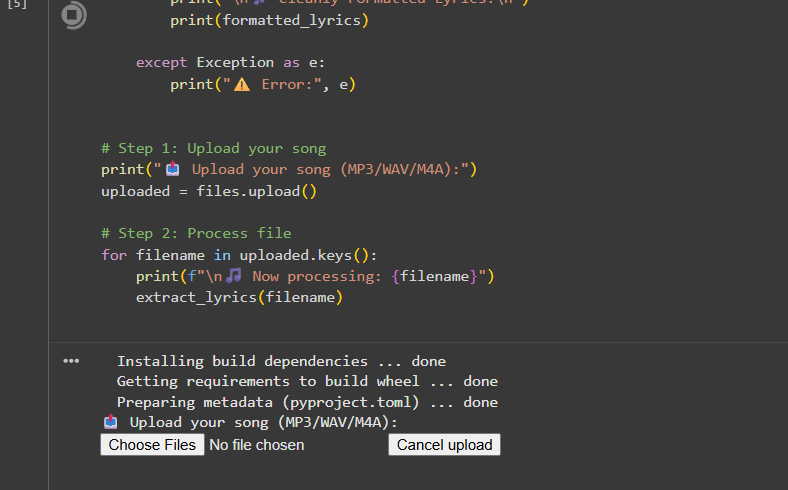 [5]
print("\n🎵 Cleanly Formatted Lyrics:\n")
print(formatted_lyrics)
except Exception as e:
print("⚠️ Error:", e)
# Step 1: Upload your song
print("📤 Upload your song (MP3/WAV/M4A):")
uploaded = files.upload()
# Step 2: Process file
for filename in uploaded.keys():
print(f"\n🎵 Now processing: {filename}")
extract_lyrics(filename)
Installing build dependencies ... done
Getting requirements to build wheel ... done
Preparing metadata (pyproject.toml) ... done
📤 Upload your song (MP3/WAV/M4A):
Choose Files No file chosen Cancel upload